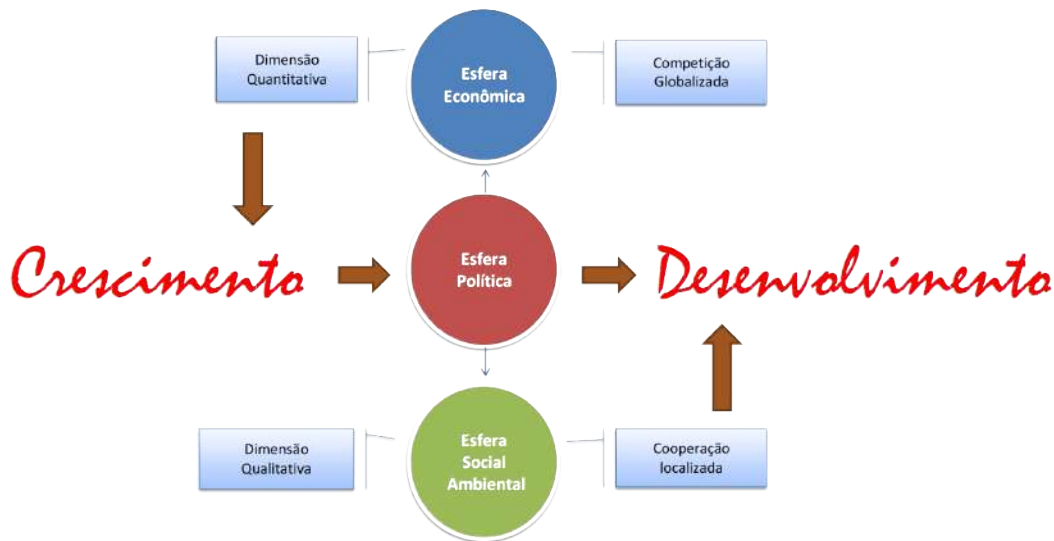 Dimensão
Quantitativa
Esfera
Econômica
Competição
Globalizada
Crescimento
Esfera
Política
Desenvolvimento
Dimensão
Qualitativa
Esfera
Social
Ambiental
Cooperação
localizada